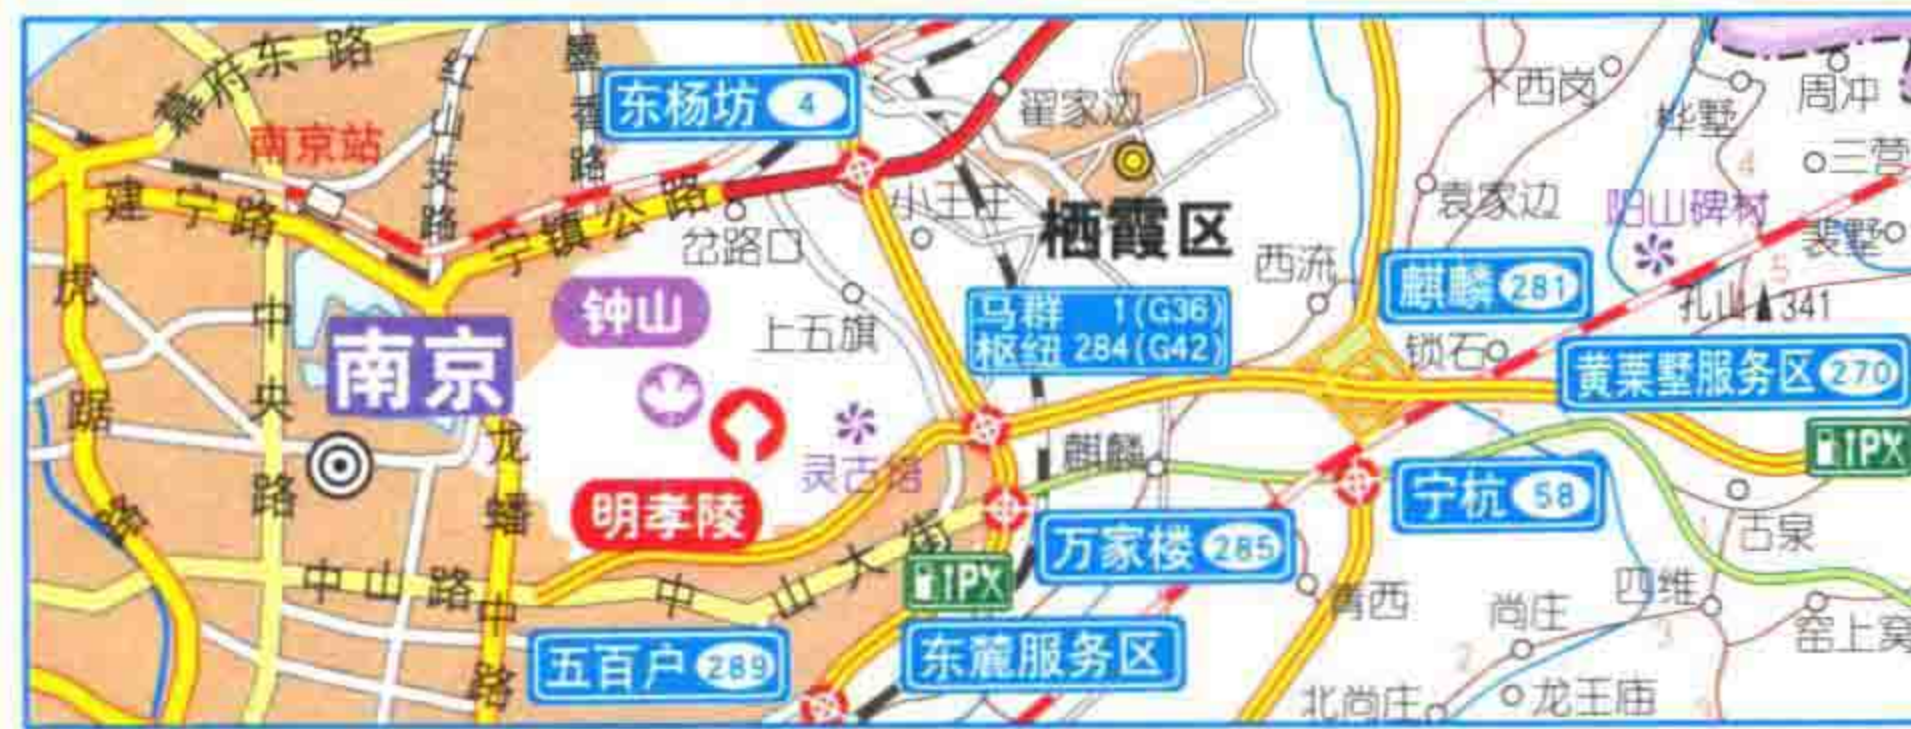 幕府东路
红山支路
南京站
东杨坊 4
翟家边
下西岗
桦墅
周冲
三营
建宁路
宁镇公路
岔路口
小王庄
栖霞区
袁家边
阳山碑材
裴墅
虎踞路
中央路
钟山
上五旗
马群 1(G36)
枢纽 284(G42)
西流
麒麟 281
孔山 341
锁石
黄栗墅服务区 270
南京
龙蟠中路
灵古塔
麒麟
1PX
明孝陵
宁杭 58
古泉
中山路
中山大街
万家楼 285
1PX
青西
尚庄
四维
窑上窝
五百户 289
东麓服务区
北尚庄
龙王庙